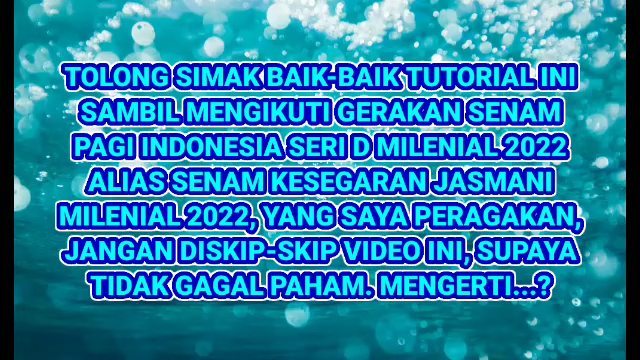 TOLONG SIMAK BAIK-BAIK TUTORIAL INI
SAMBIL MENGIKUTI GERAKAN SENAM
PAGI INDONESIA SERI D MILENIAL 2022
ALIAS SENAM KESEGARAN JASMANI
MILENIAL 2022, YANG SAYA PERAGAKAN,
JANGAN DISKIP-SKIP VIDEO INI, SUPAYA
TIDAK GAGAL PAHAM. MENGERTI...?